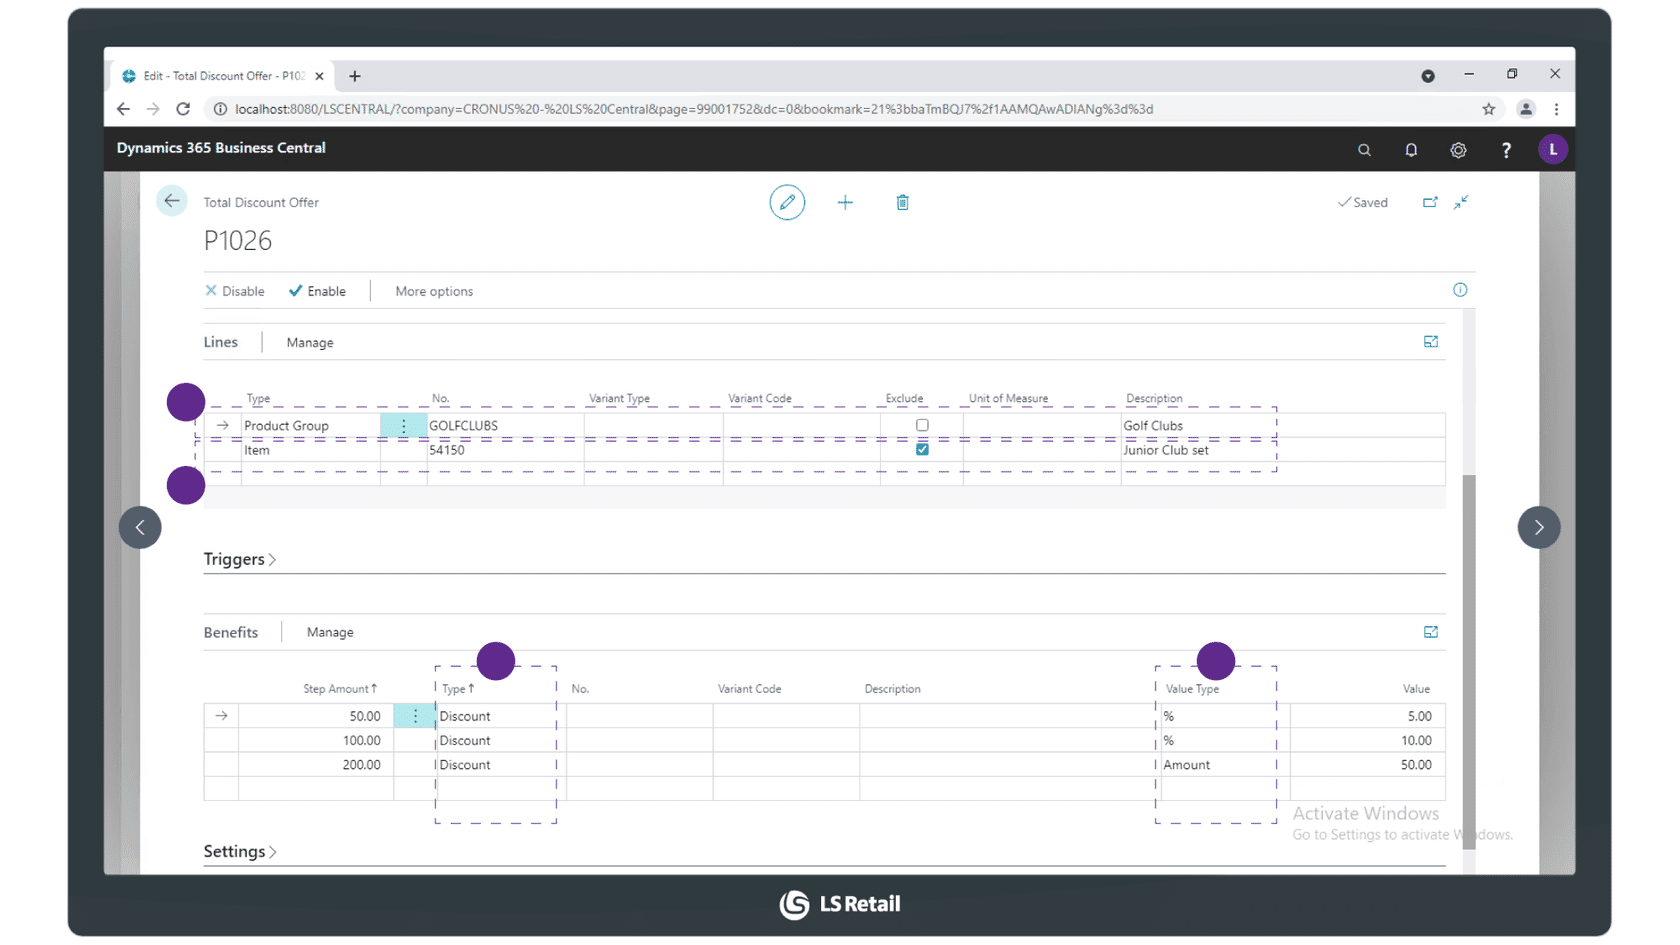 Edit - Total Discount Offer - P102
localhost:8080/LSCENTRAL/?company=CRONUS%20-%20LS%20Central&page=99001752&dc=0&bookmark=21%3bbaTmBQJ7%2f1AAMQAwADIANg%3d%3d
Dynamics 365 Business Central
? L
Total Discount Offer
Saved
P1026
Disable Enable More options
Lines Manage
Type No. Variant Type Variant Code Exclude Unit of Measure Description
Product Group GOLFCLUBS Golf Clubs
Item 54150 Junior Club set
Triggers
Benefits Manage
Step Amount Type No. Variant Code Description Value Type Value
50.00 Discount % 5.00
100.00 Discount % 10.00
200.00 Discount Amount 50.00
Activate Windows
Go to Settings to activate Windows.
Settings
LS Retail